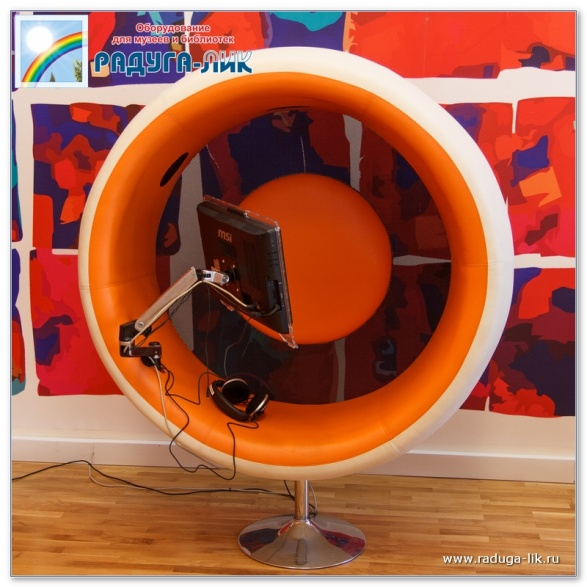 Оборудование
для музеев и библиотек
РАДУГА-ЛИК
msi
www.raduga-lik.ru